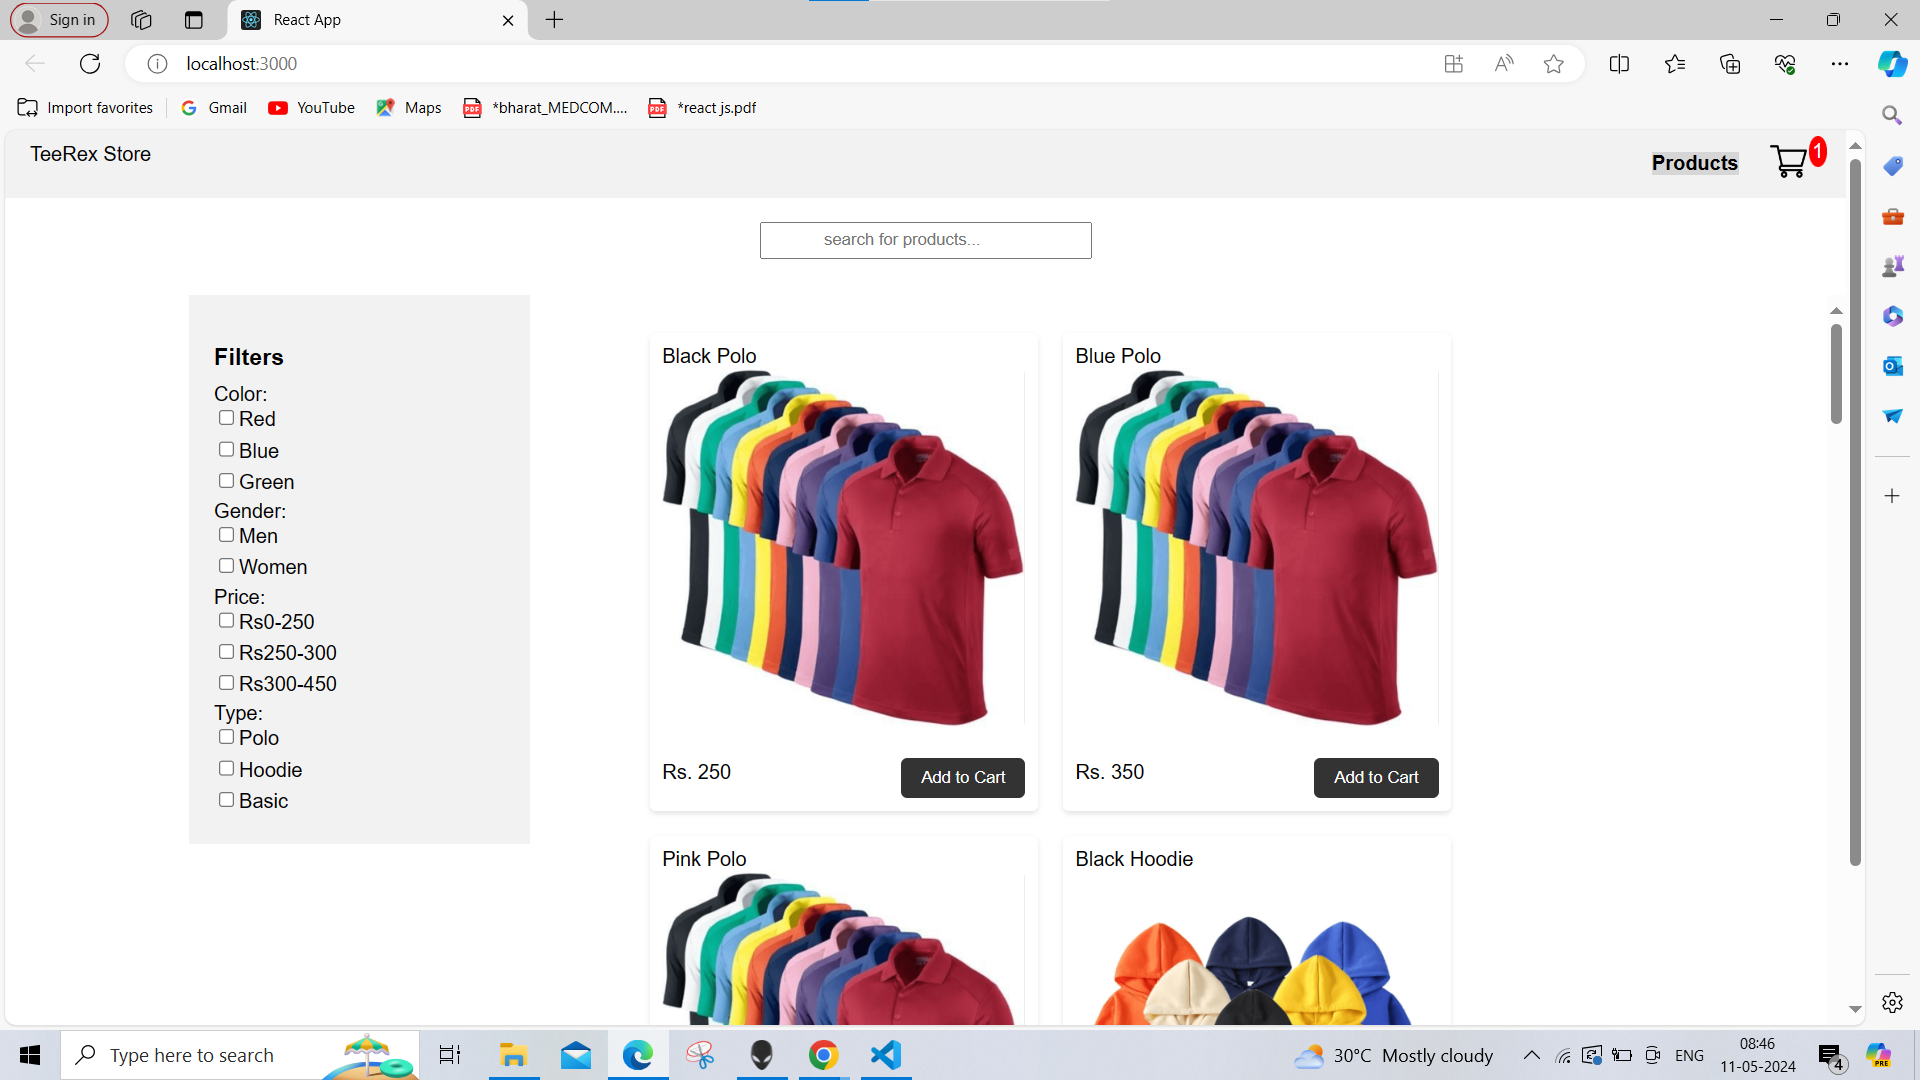 Sign in
React App
localhost:3000
Import favorites
Gmail
YouTube
Maps
*bharat_MEDCOM....
*react js.pdf
TeeRex Store
Products
1
search for products...
Filters
Color:
Red
Blue
Green
Gender:
Men
Women
Price:
Rs0-250
Rs250-300
Rs300-450
Type:
Polo
Hoodie
Basic
Black Polo
Rs. 250
Add to Cart
Blue Polo
Rs. 350
Add to Cart
Pink Polo
Black Hoodie
Type here to search
30°C Mostly cloudy
ENG
08:46
11-05-2024
4
PRE